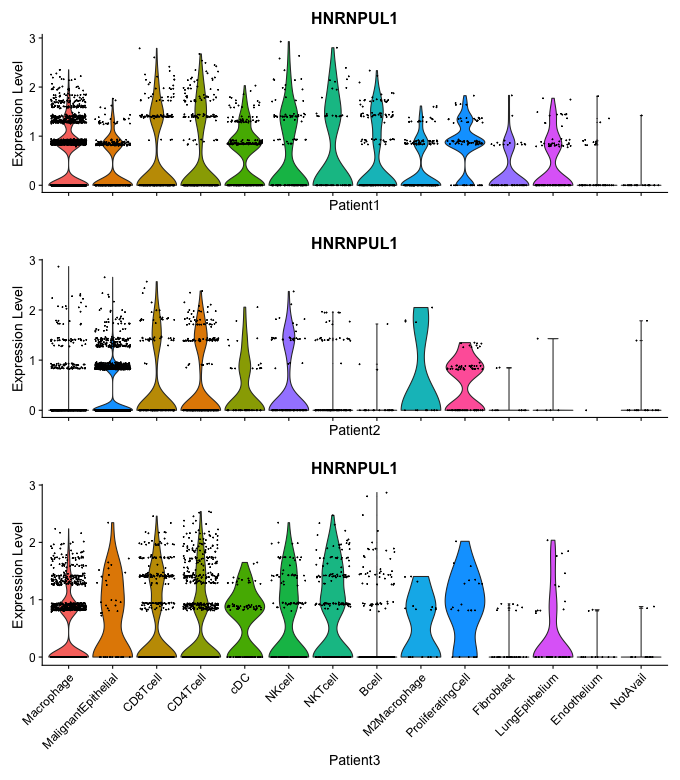 HNRNPUL1
Expression Level
3
2
1
0
Patient1
HNRNPUL1
Expression Level
3
2
1
0
Patient2
HNRNPUL1
Expression Level
3
2
1
0
Macrophage
MalignantEpithelial
CD8Tcell
CD4Tcell
cDC
NKcell
NKTcell
Bcell
M2Macrophage
ProliferatingCell
Fibroblast
LungEpithelium
Endothelium
NotAvail
Patient3